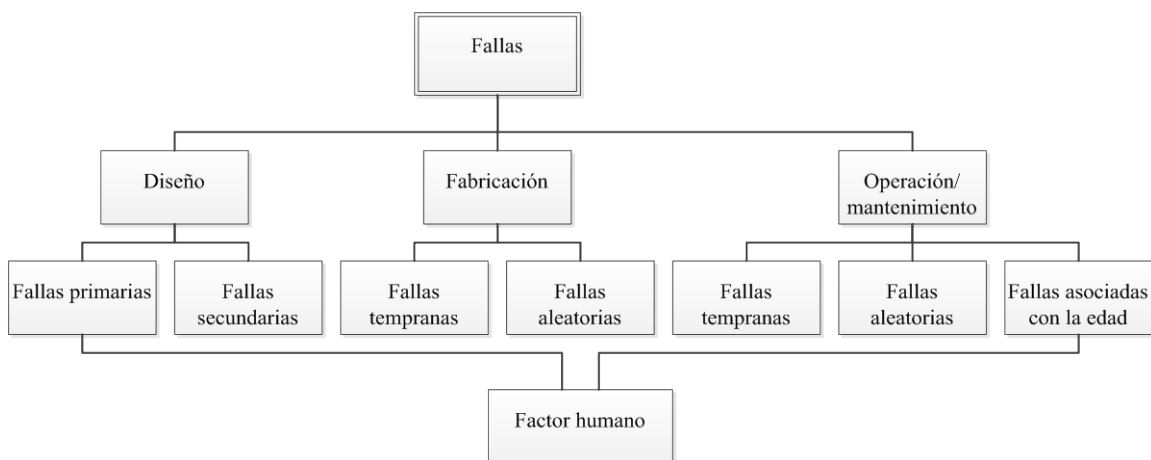 Fallas
Diseño
Fabricación
Operación/
mantenimiento
Fallas primarias
Fallas
secundarias
Fallas
tempranas
Fallas
aleatorias
Fallas
tempranas
Fallas
aleatorias
Fallas asociadas
con la edad
Factor humano